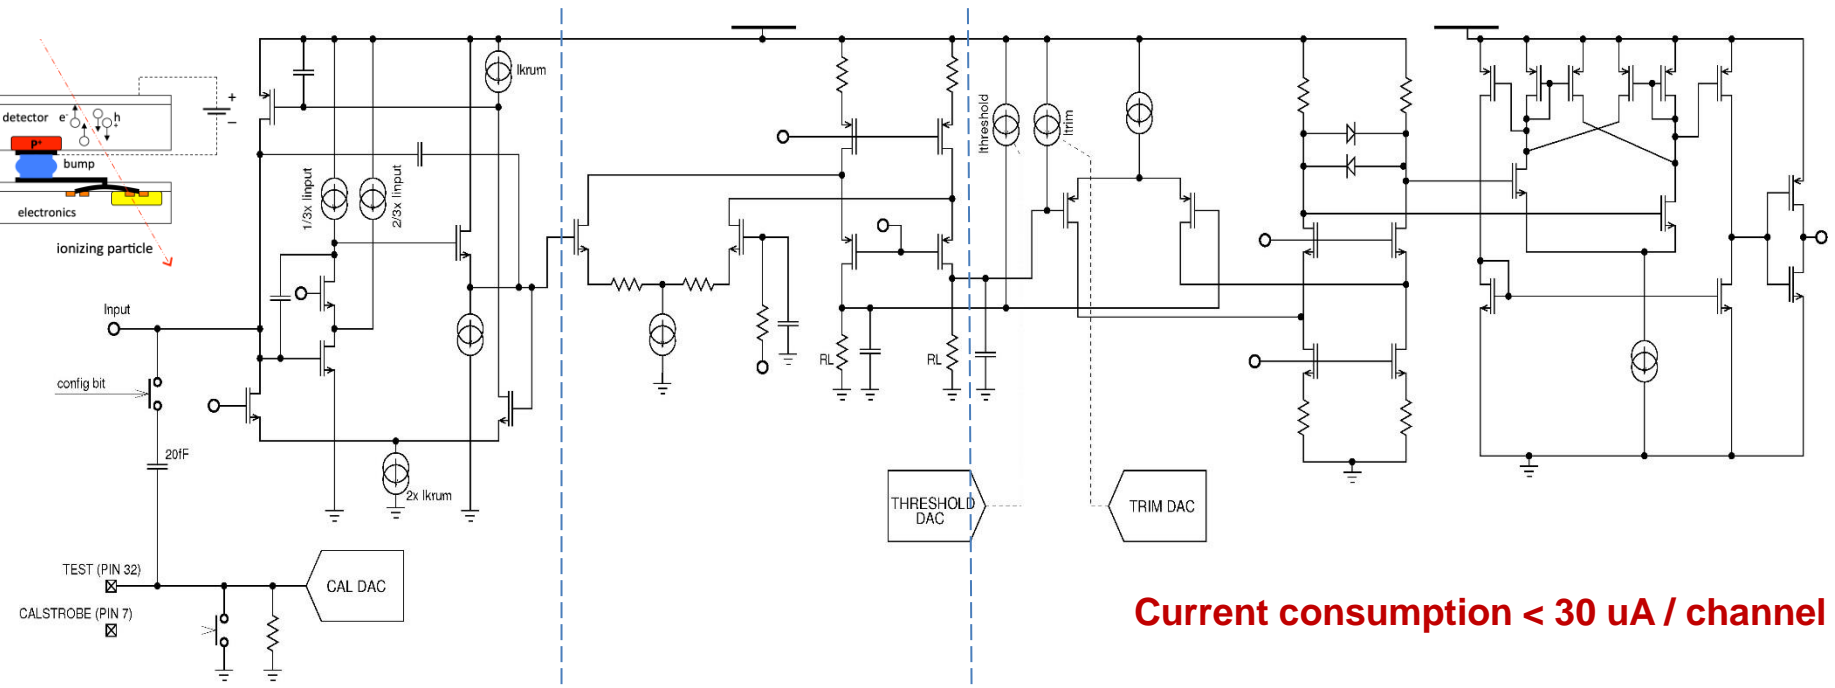 detector
e-
h+
+
−
P+
bump
electronics
ionizing particle
Input
config bit
20fF
TEST (PIN 32)
CALSTROBE (PIN 7)
CAL DAC
1/3x Iinput
2/3x Iinput
Ikrum
2x Ikrum
RL
RL
Ithreshold
Itrim
THRESHOLD
DAC
TRIM DAC
Current consumption < 30 uA / channel